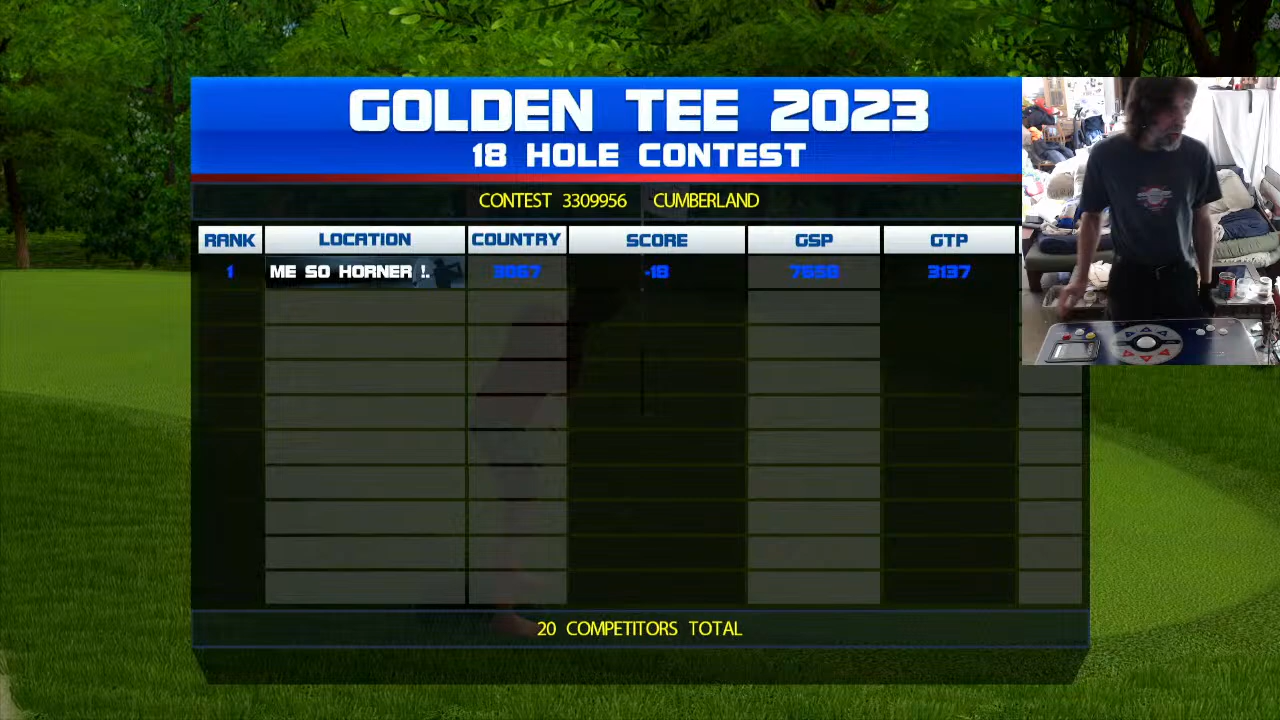 GOLDEN TEE 2023
18 HOLE CONTEST
CONTEST 3309956 CUMBERLAND
RANK LOCATION COUNTRY SCORE GSP GTP
1 ME SO HORNER !. -18 3137
20 COMPETITORS TOTAL